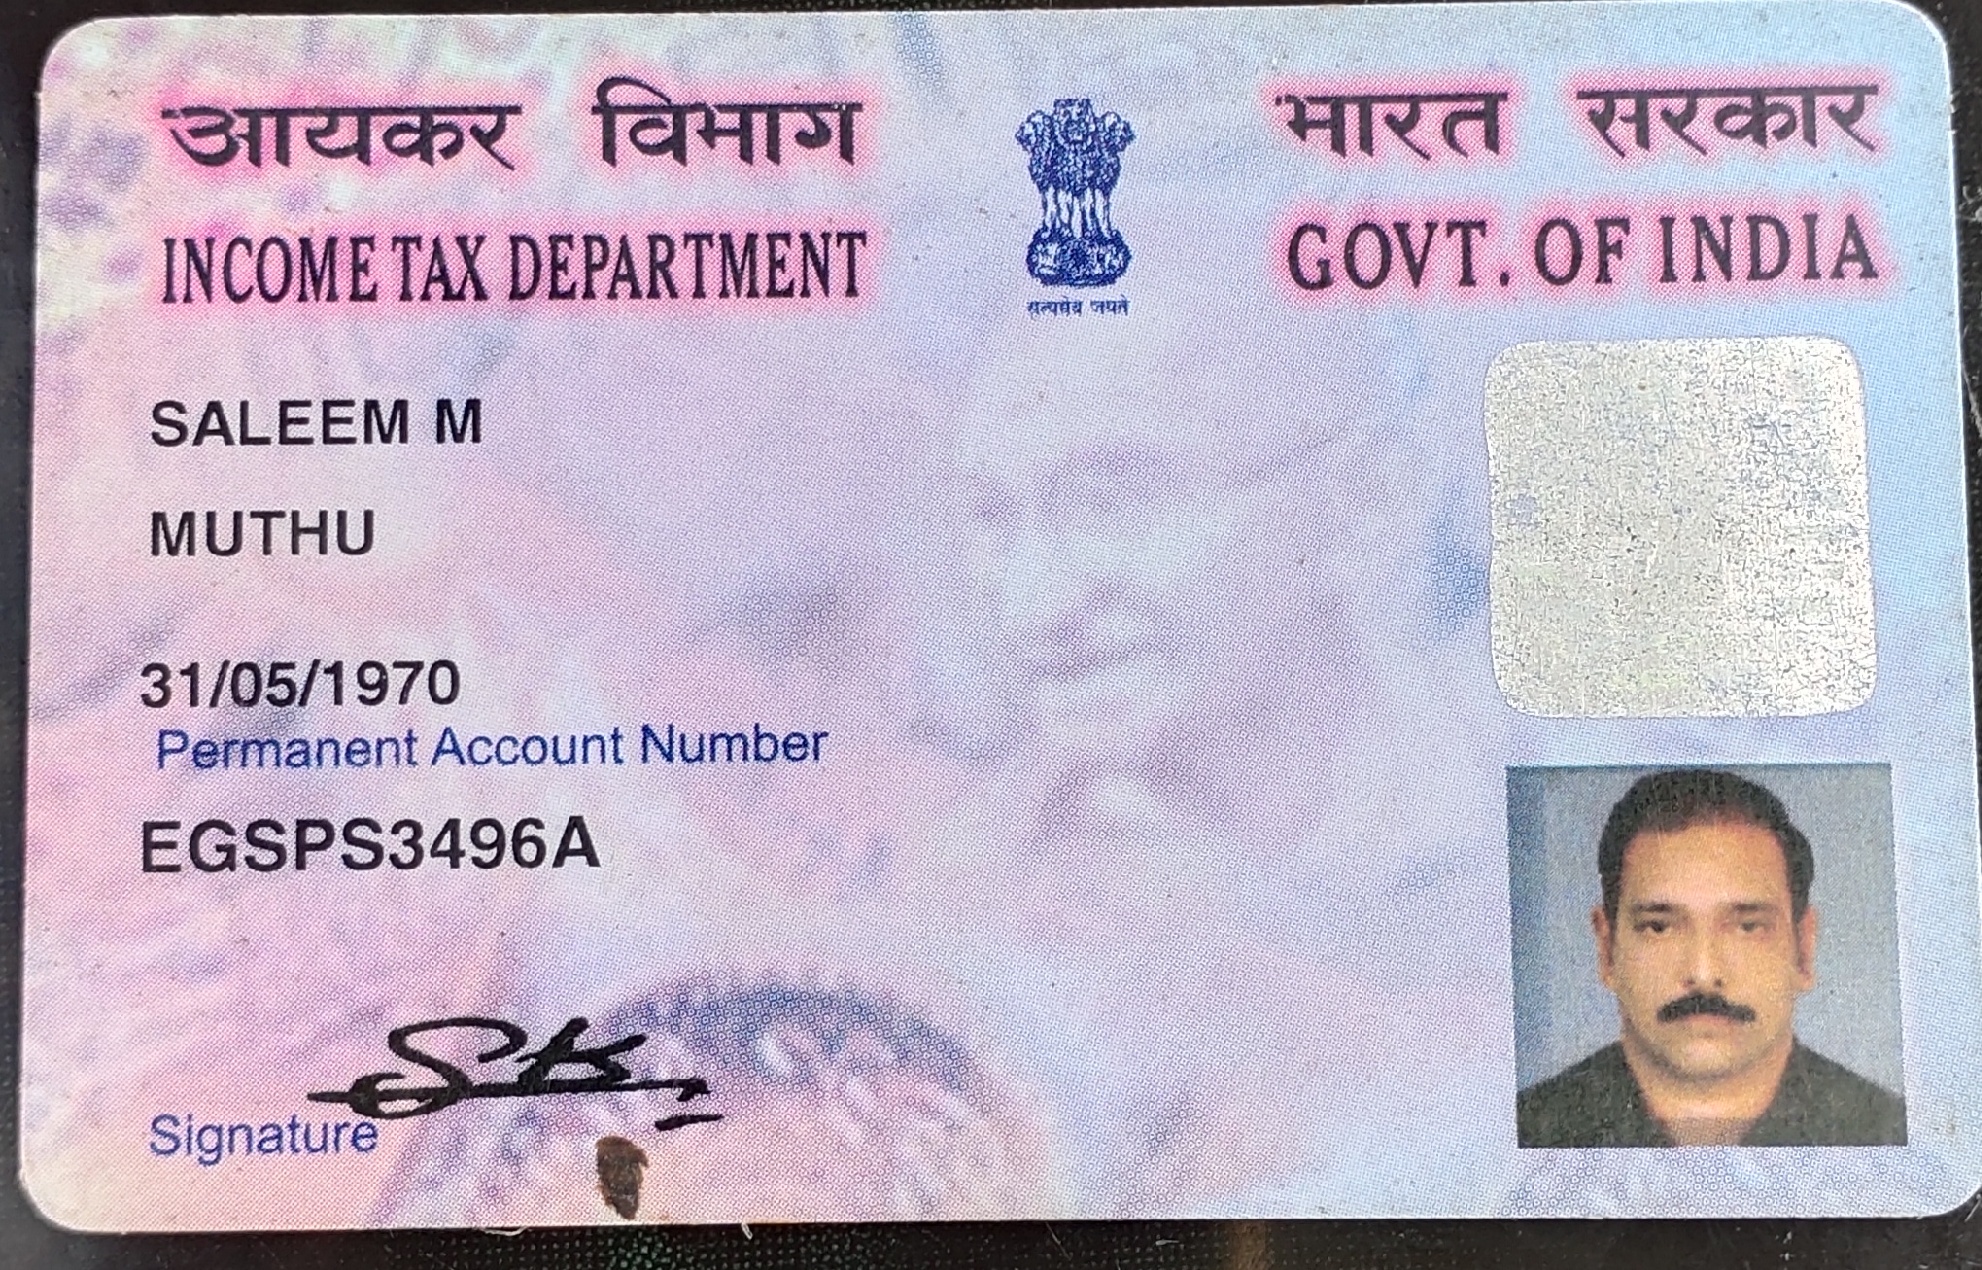 आयकर विभाग
INCOME TAX DEPARTMENT
सत्यमेव जयते
भारत सरकार
GOVT. OF INDIA
SALEEM M
MUTHU
31/05/1970
Permanent Account Number
EGSPS3496A
Signature